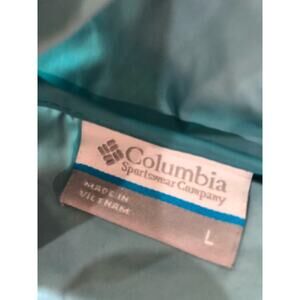 Columbia
Sportswear Company
MADE IN
VIETNAM
L